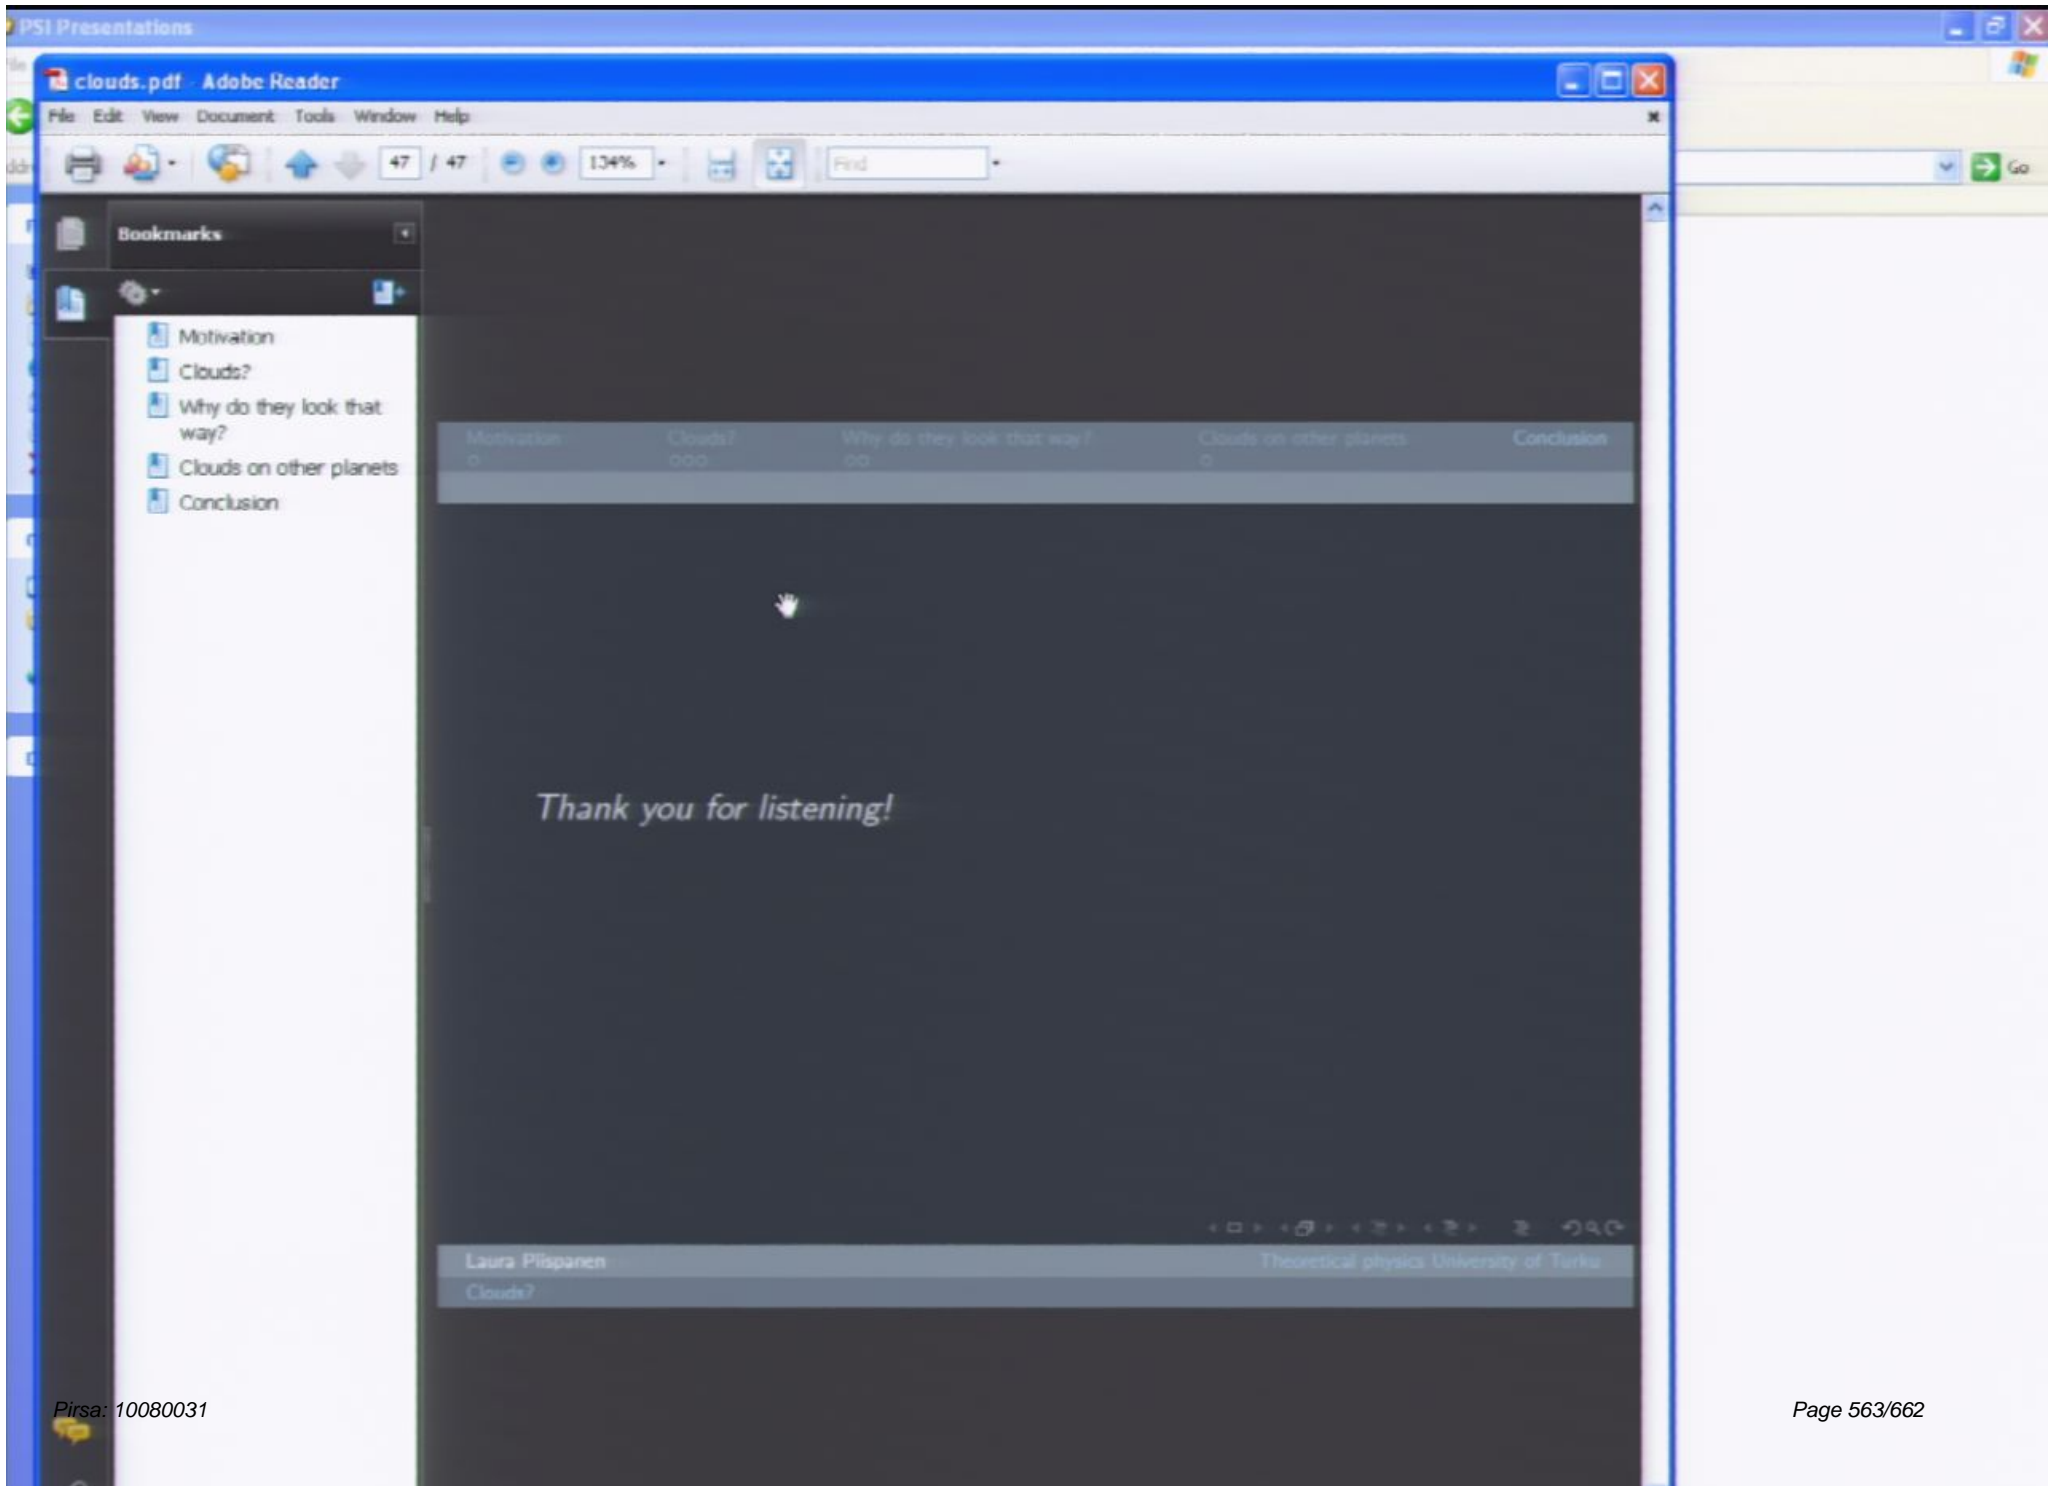 PSI Presentations
clouds.pdf - Adobe Reader
File Edit View Document Tools Window Help
47 / 47 134% Find
Go
Bookmarks
Motivation
Clouds?
Why do they look that
way?
Clouds on other planets
Conclusion
Motivation Clouds? Why do they look that way? Clouds on other planets Conclusion
Thank you for listening!
Laura Piispanen Theoretical physics University of Turku
Clouds?
Pirsa: 10080031 Page 563/662